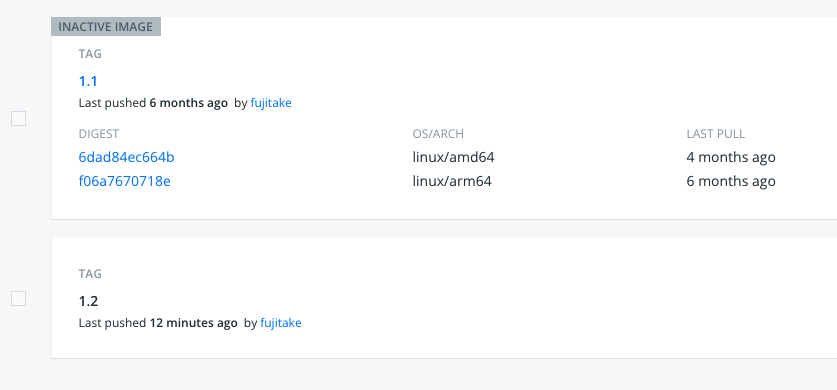 INACTIVE IMAGE
TAG
1.1
Last pushed 6 months ago by fujitake
DIGEST OS/ARCH LAST PULL
6dad84ec664b linux/amd64 4 months ago
f06a7670718e linux/arm64 6 months ago
TAG
1.2
Last pushed 12 minutes ago by fujitake